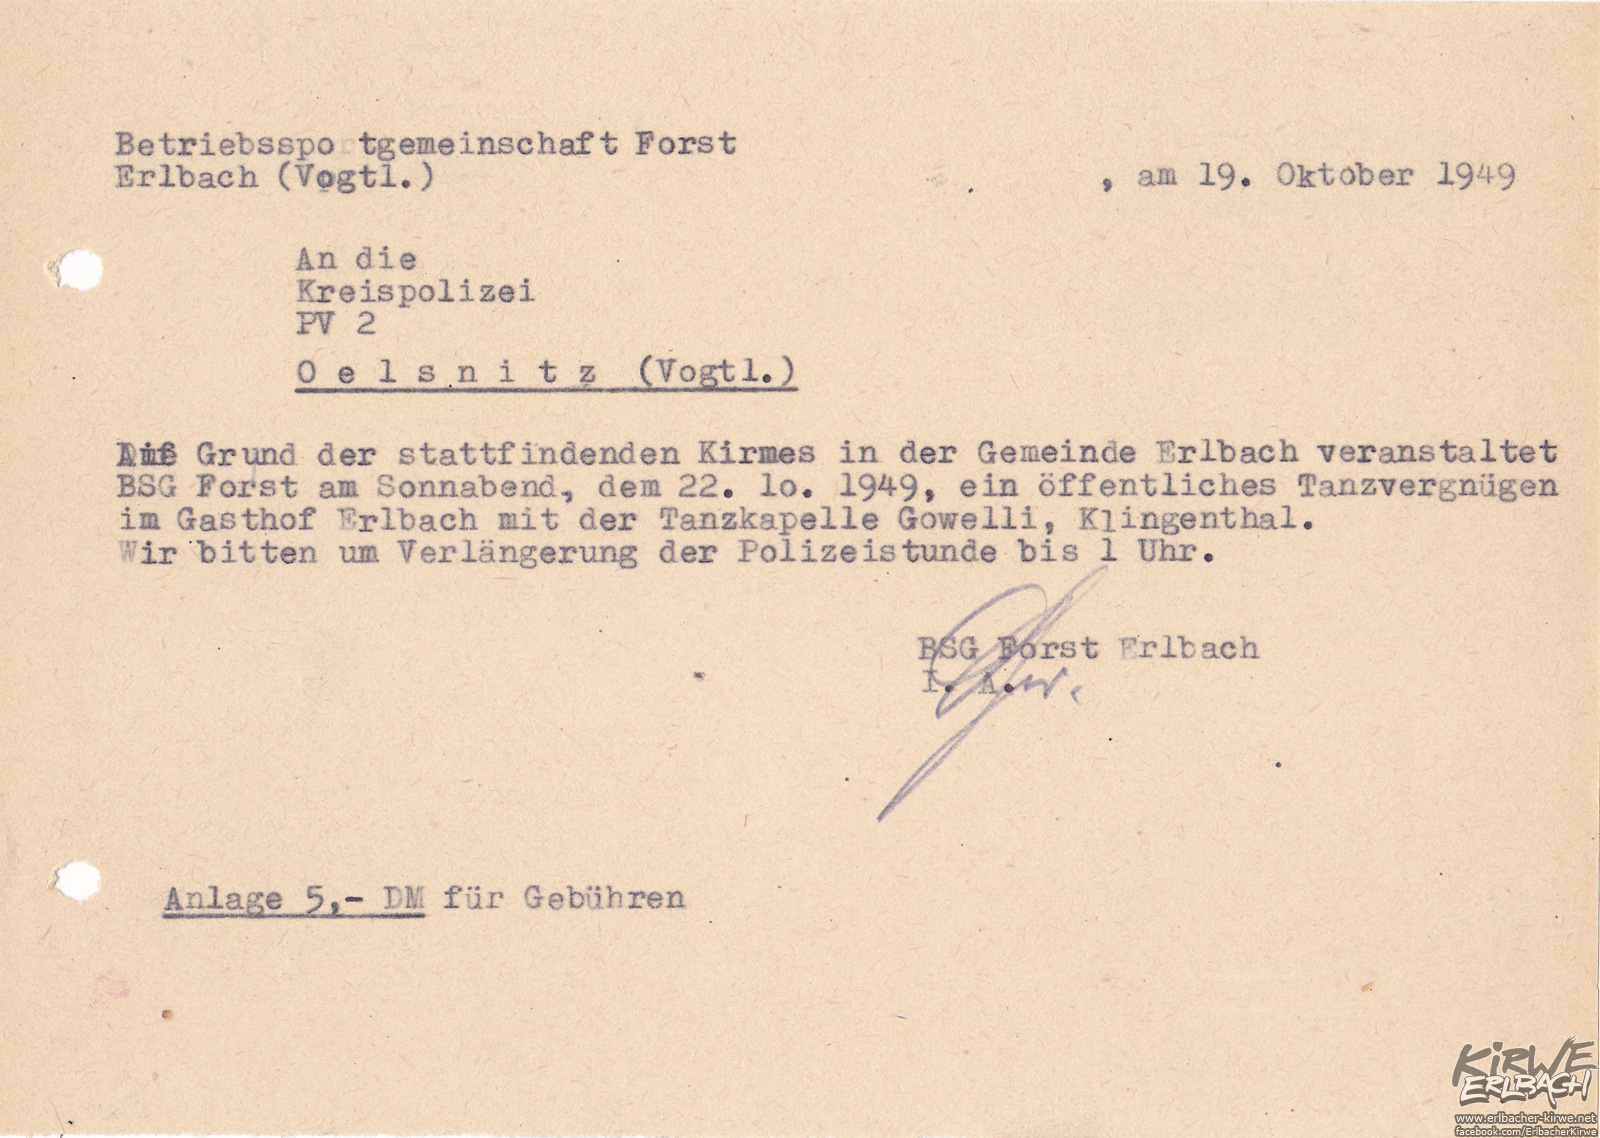 Betriebsspo tgemeinschaft Forst
Erlbach (Vogtl.)
, am 19. Oktober 1949
An die
Kreispolizei
PV 2
O e l s n i t z (Vogtl.)
Auf Grund der stattfindenden Kirmes in der Gemeinde Erlbach veranstaltet
BSG Forst am Sonnabend, dem 22. lo. 1949, ein öffentliches Tanzvergnügen
im Gasthof Erlbach mit der Tanzkapelle Gowelli, Klingenthal.
Wir bitten um Verlängerung der Polizeistunde bis 1 Uhr.
BSG Forst Erlbach
I. A.
Anlage 5,- DM für Gebühren
KiRWE
ERLBACH
www.erlbacher-kirwe.net
facebook.com/ErlbacherKirwe